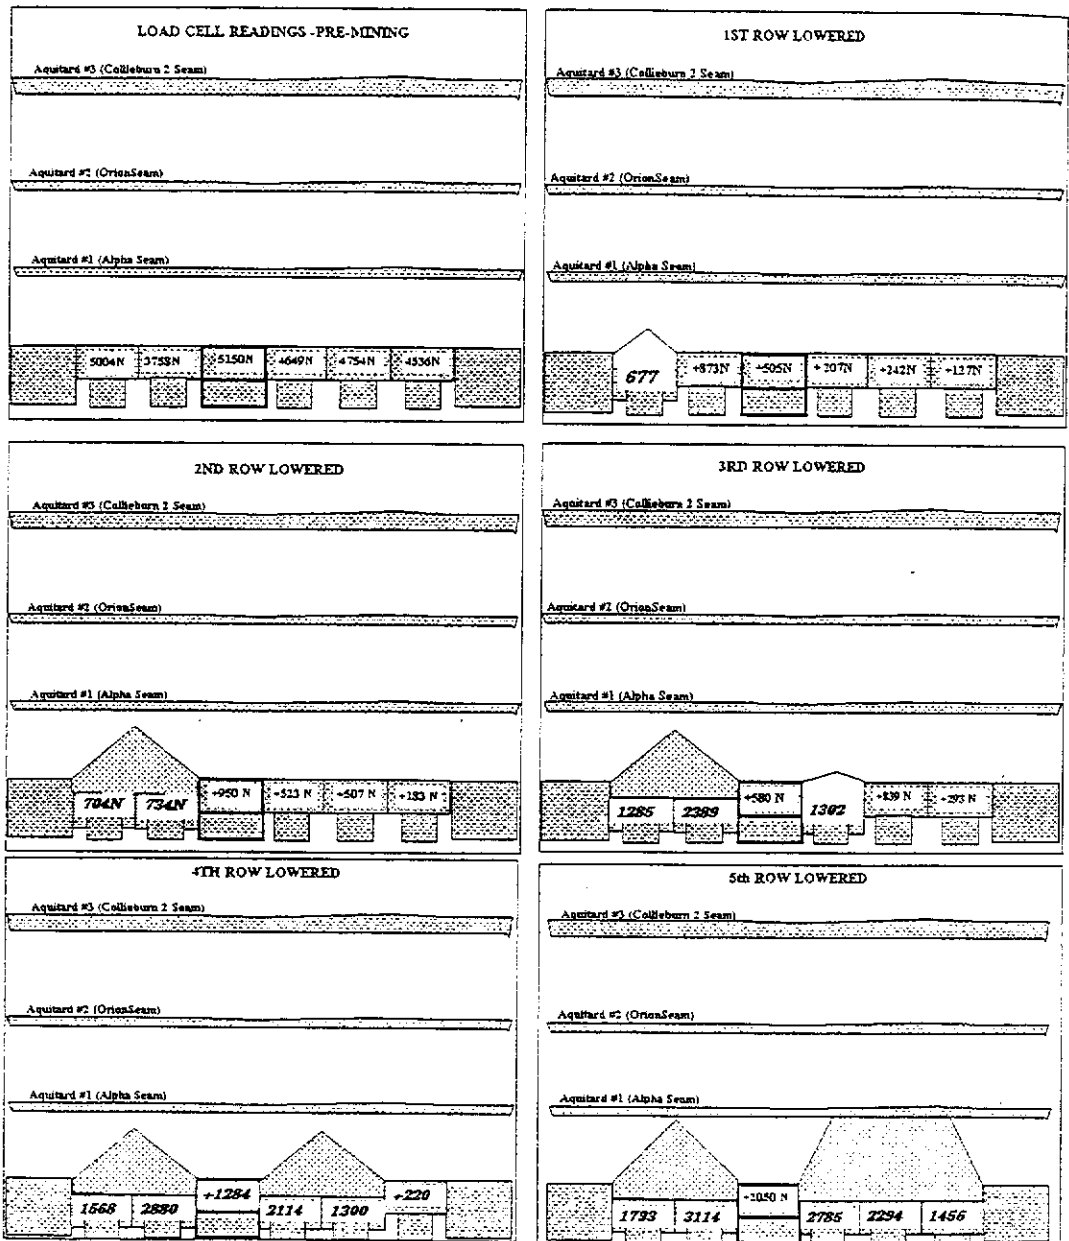 LOAD CELL READINGS -PRE-MINING
Aquitard #3 (Collieburn 2 Seam)
Aquitard #2 (OrionSeam)
Aquitard #1 (Alpha Seam)
5004N 3758N 5150N 4649N 4754N 4536N
1ST ROW LOWERED
Aquitard #3 (Collieburn 2 Seam)
Aquitard #2 (OrionSeam)
Aquitard #1 (Alpha Seam)
677 +873N +505N +207N +242N +127N
2ND ROW LOWERED
Aquitard #3 (Collieburn 2 Seam)
Aquitard #2 (OrionSeam)
Aquitard #1 (Alpha Seam)
704N 734N +950 N +523 N +507 N +183 N
3RD ROW LOWERED
Aquitard #3 (Collieburn 2 Seam)
Aquitard #2 (OrionSeam)
Aquitard #1 (Alpha Seam)
1285 2389 +580 N 1302 +839 N +293 N
4TH ROW LOWERED
Aquitard #3 (Collieburn 2 Seam)
Aquitard #2 (OrionSeam)
Aquitard #1 (Alpha Seam)
1568 2880 +1284 2114 1300 +220
5th ROW LOWERED
Aquitard #3 (Collieburn 2 Seam)
Aquitard #2 (OrionSeam)
Aquitard #1 (Alpha Seam)
1793 3114 +2050 N 2785 2294 1456